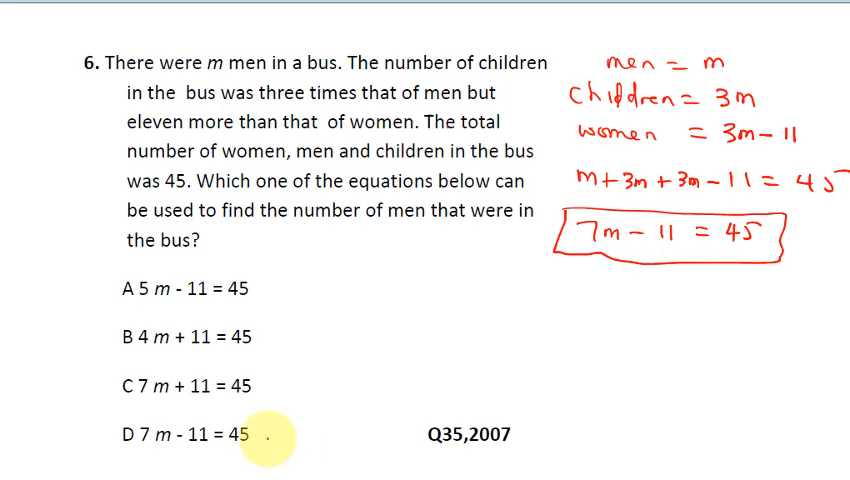 6. There were m men in a bus. The number of children
in the bus was three times that of men but
eleven more than that of women. The total
number of women, men and children in the bus
was 45. Which one of the equations below can
be used to find the number of men that were in
the bus?
A 5 m - 11 = 45
B 4 m + 11 = 45
C 7 m + 11 = 45
D 7 m - 11 = 45
Q35,2007
men = m
children = 3m
women = 3m - 11
m + 3m + 3m - 11 = 45
7m - 11 = 45